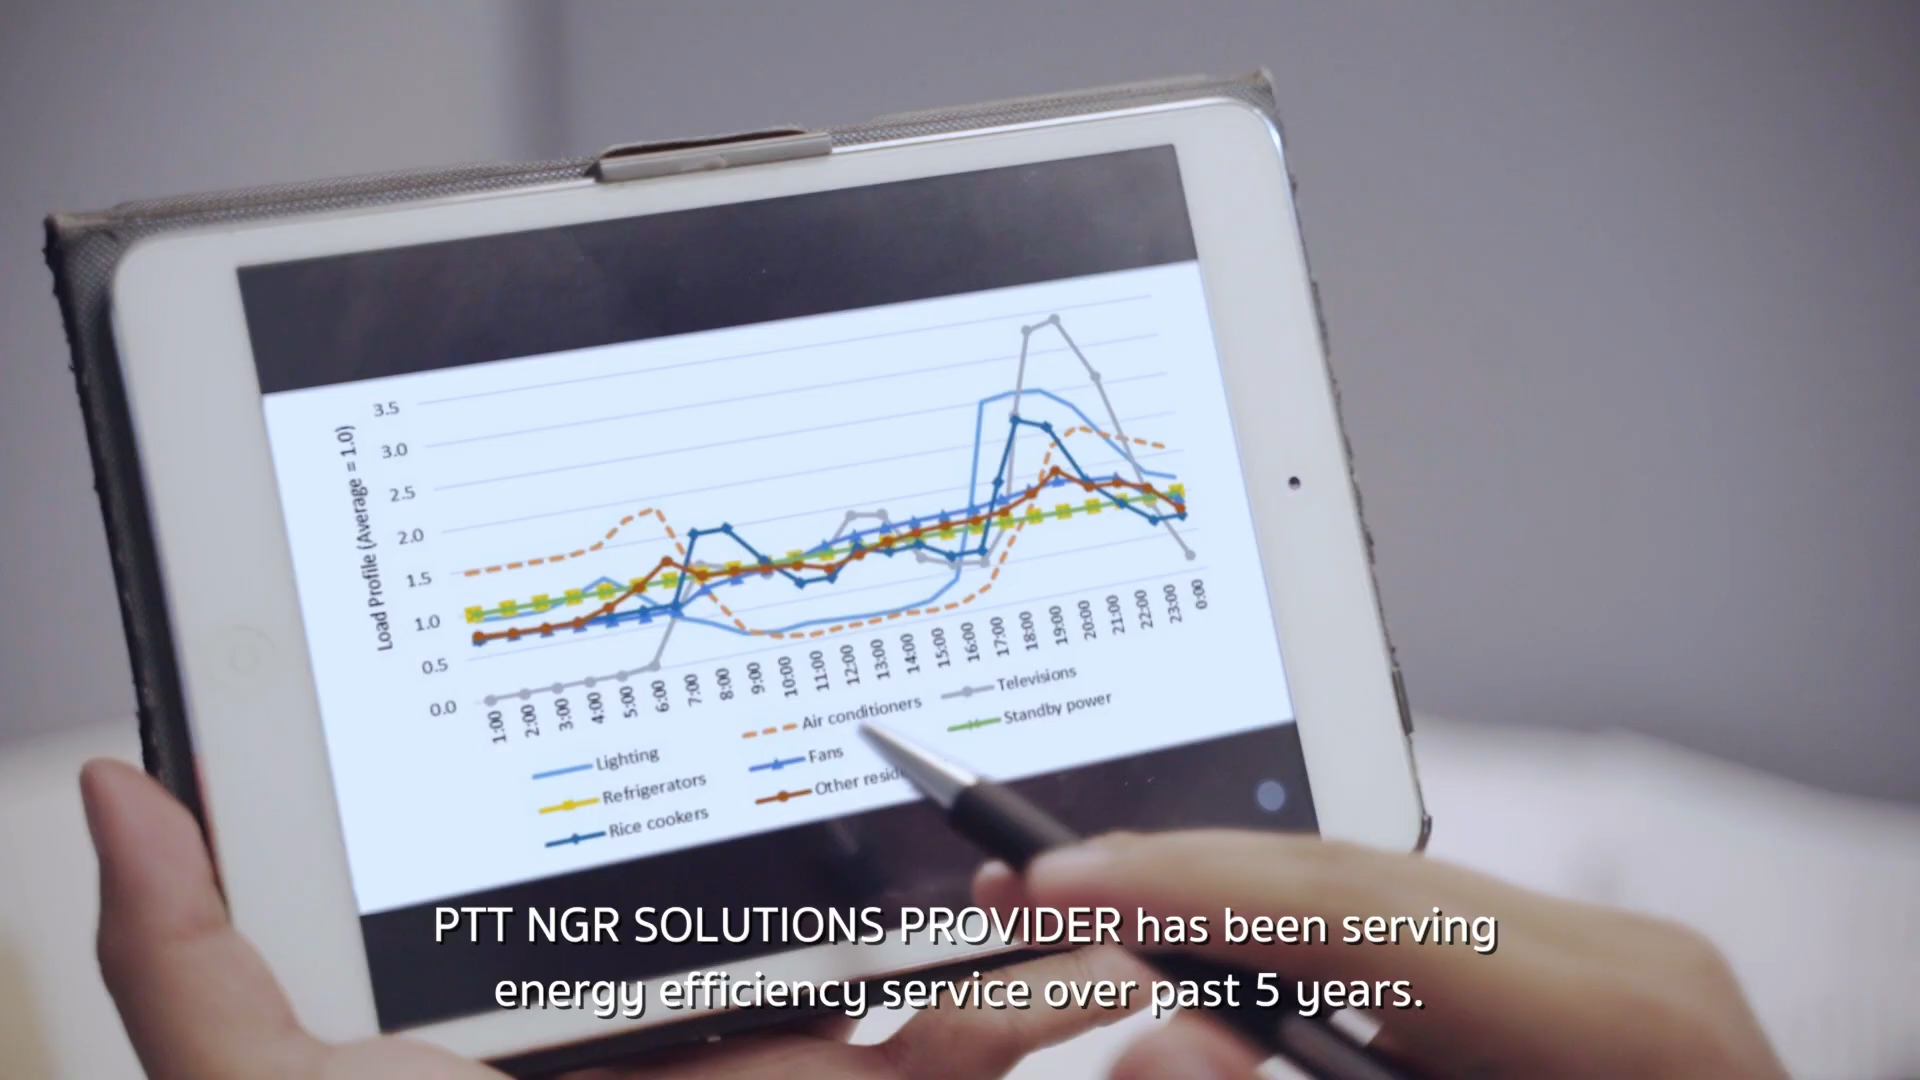 3.5
3.0
2.5
2.0
1.5
1.0
0.5
0.0
Load Profile (Average = 1.0)
1:00
2:00
3:00
4:00
5:00
6:00
7:00
8:00
9:00
10:00
11:00
12:00
13:00
14:00
15:00
16:00
17:00
18:00
19:00
20:00
21:00
22:00
23:00
0:00
Lighting
Air conditioners
Televisions
Refrigerators
Fans
Standby power
Rice cookers
Other
PTT NGR SOLUTIONS PROVIDER has been serving
energy efficiency service over past 5 years.